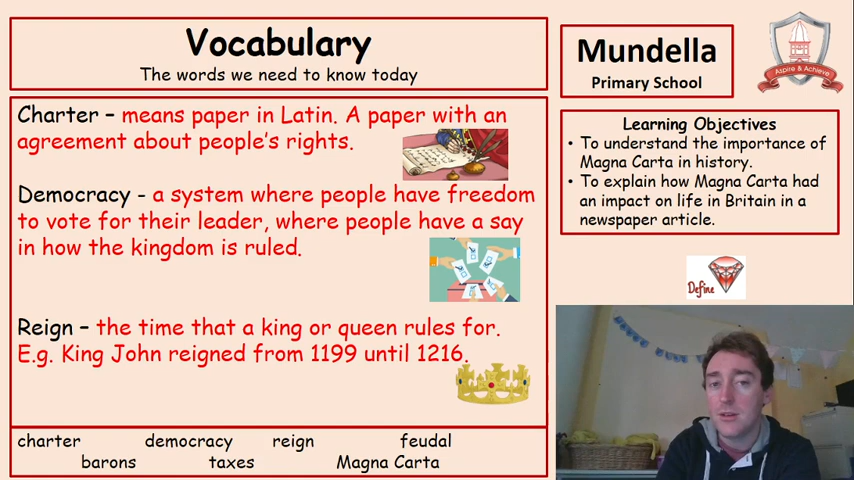 Vocabulary
The words we need to know today
Charter – means paper in Latin. A paper with an
agreement about people's rights.
Democracy - a system where people have freedom
to vote for their leader, where people have a say
in how the kingdom is ruled.
Reign – the time that a king or queen rules for.
E.g. King John reigned from 1199 until 1216.
charter democracy reign feudal
barons taxes Magna Carta
Mundella
Primary School
Aspire & Achieve
Learning Objectives
• To understand the importance of
Magna Carta in history.
• To explain how Magna Carta had
an impact on life in Britain in a
newspaper article.
Define